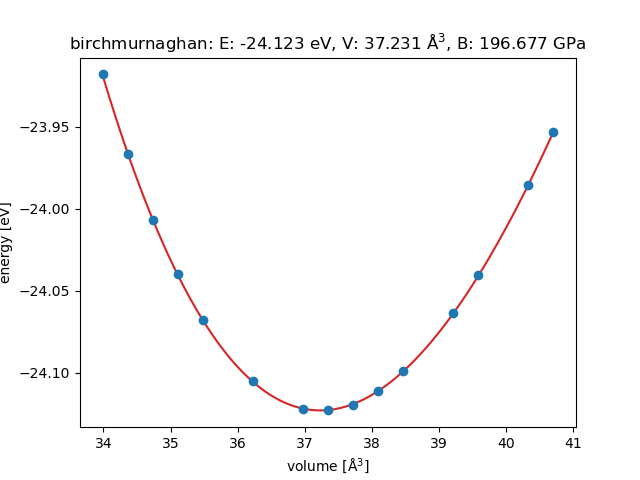 birchmurnaghan: E: -24.123 eV, V: 37.231 Å³, B: 196.677 GPa
energy [eV]
−23.95
−24.00
−24.05
−24.10
34 35 36 37 38 39 40 41
volume [Å³]